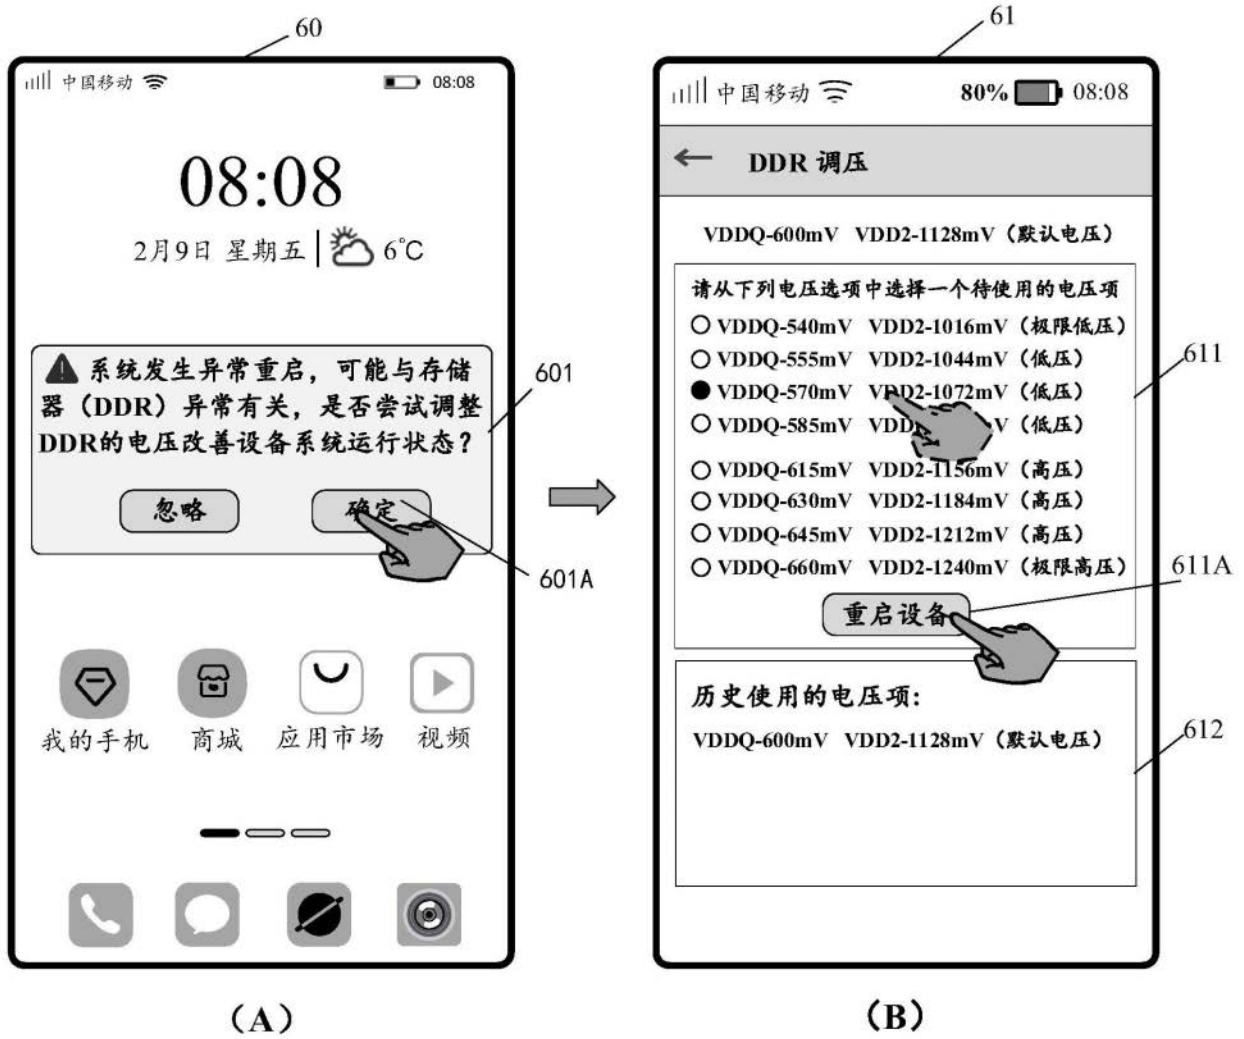 60
中国移动
08:08
08:08
2月9日 星期五
6℃
系统发生异常重启，可能与存储
器（DDR）异常有关，是否尝试调整
DDR的电压改善设备系统运行状态？
忽略
确定
601
601A
我的手机
商城
应用市场
视频
（A）
61
中国移动
80%
08:08
DDR 调压
VDDQ-600mV VDD2-1128mV（默认电压）
请从下列电压选项中选择一个待使用的电压项
VDDQ-540mV VDD2-1016mV（极限低压）
VDDQ-555mV VDD2-1044mV（低压）
VDDQ-570mV VDD2-1072mV（低压）
VDDQ-585mV VDD V（低压）
VDDQ-615mV VDD2-1156mV（高压）
VDDQ-630mV VDD2-1184mV（高压）
VDDQ-645mV VDD2-1212mV（高压）
VDDQ-660mV VDD2-1240mV（极限高压）
重启设备
611
611A
历史使用的电压项：
VDDQ-600mV VDD2-1128mV（默认电压）
612
（B）